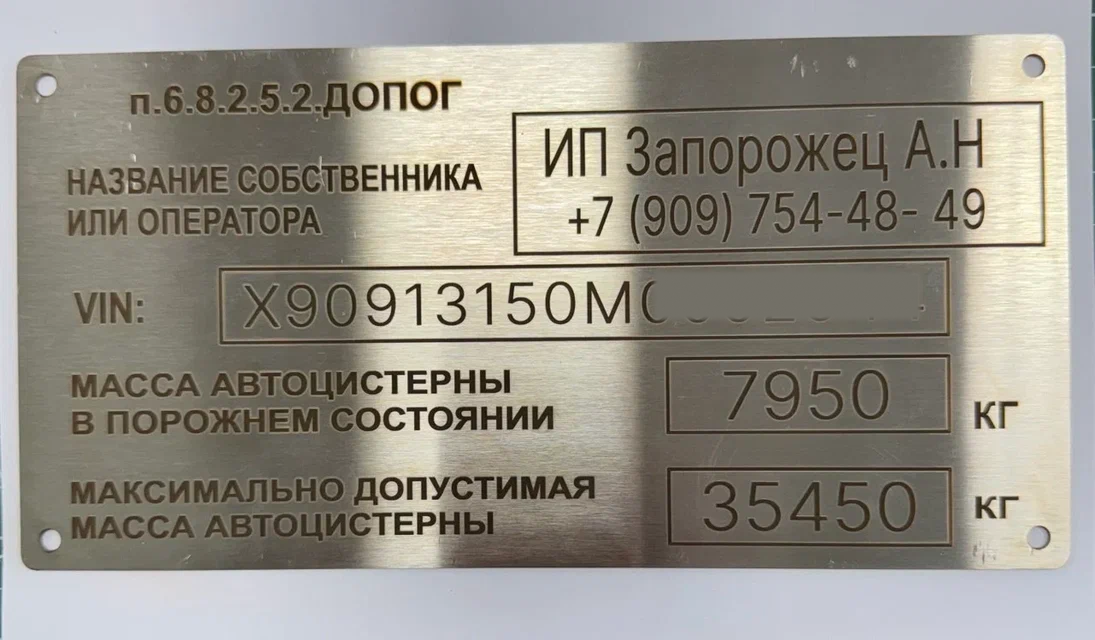 п.6.8.2.5.2.ДОПОГ
НАЗВАНИЕ СОБСТВЕННИКА
ИЛИ ОПЕРАТОРА
ИП Запорожец А.Н
+7 (909) 754-48- 49
VIN:
МАССА АВТОЦИСТЕРНЫ
В ПОРОЖНЕМ СОСТОЯНИИ
7950
КГ
МАКСИМАЛЬНО ДОПУСТИМАЯ
МАССА АВТОЦИСТЕРНЫ
35450
КГ